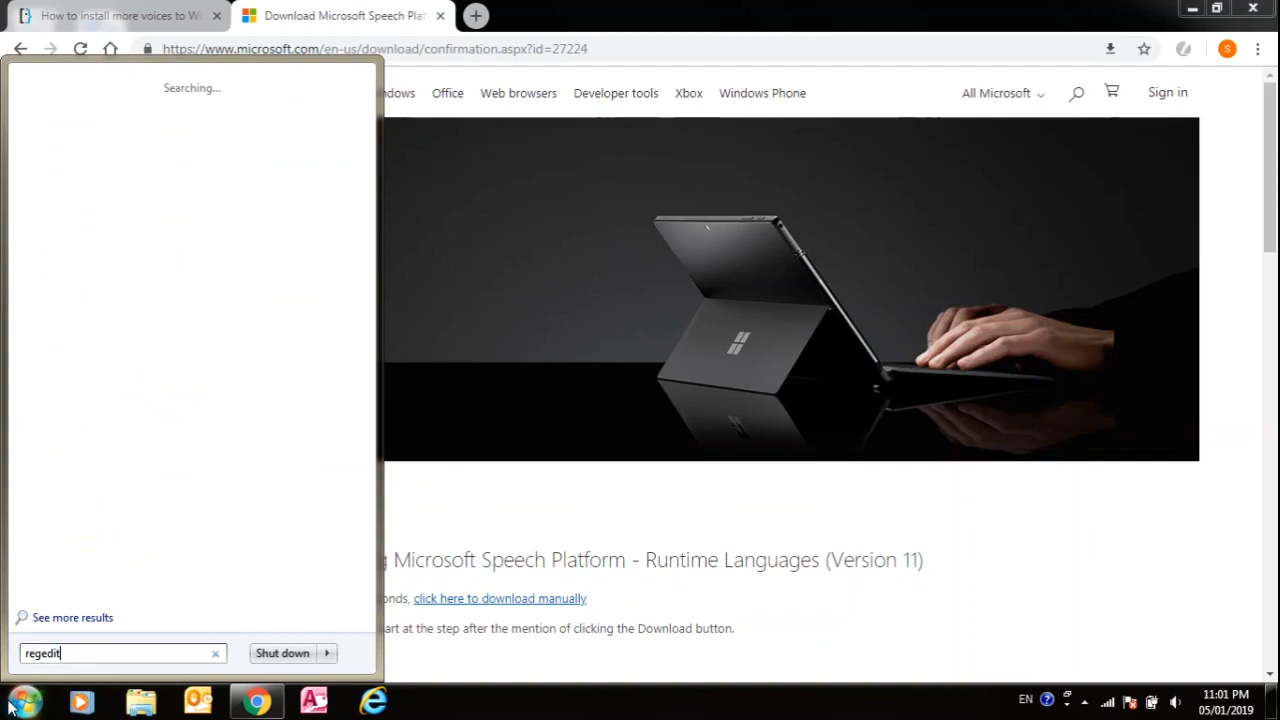 How to install more voices to Wi
Download Microsoft Speech Plat
https://www.microsoft.com/en-us/download/confirmation.aspx?id=27224
S
Searching...
ndows
Office
Web browsers
Developer tools
Xbox
Windows Phone
All Microsoft
Sign in
g Microsoft Speech Platform - Runtime Languages (Version 11)
onds, click here to download manually
art at the step after the mention of clicking the Download button.
See more results
regedit
Shut down
EN
11:01 PM
05/01/2019